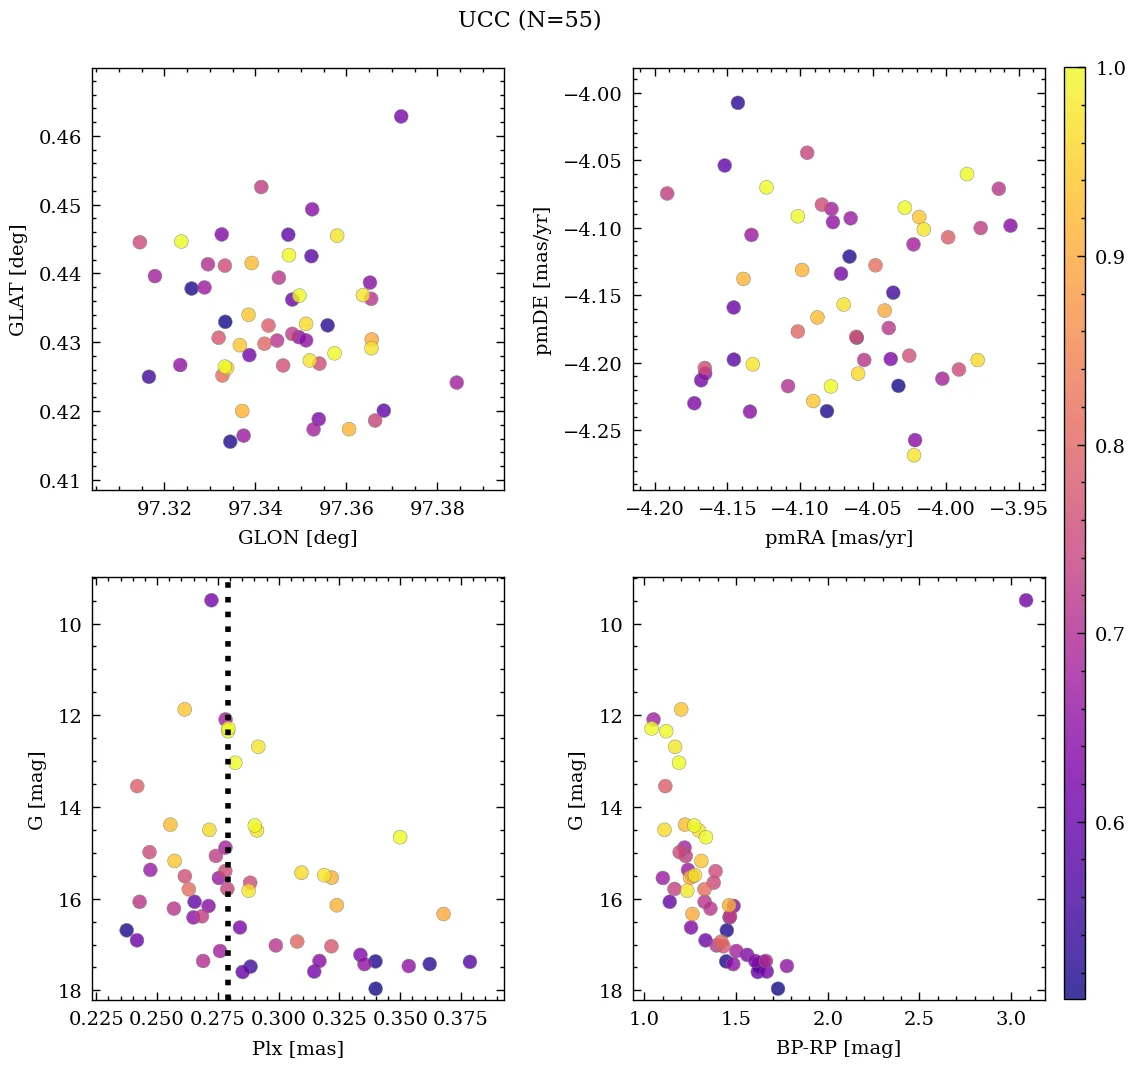 UCC (N=55)
0.46
0.45
0.44
0.43
0.42
0.41
GLAT [deg]
97.32 97.34 97.36 97.38
GLON [deg]
−4.00
−4.05
−4.10
−4.15
−4.20
−4.25
pmDE [mas/yr]
−4.20 −4.15 −4.10 −4.05 −4.00 −3.95
pmRA [mas/yr]
1.0
0.9
0.8
0.7
0.6
10
12
14
16
18
G [mag]
0.225 0.250 0.275 0.300 0.325 0.350 0.375
Plx [mas]
10
12
14
16
18
G [mag]
1.0 1.5 2.0 2.5 3.0
BP-RP [mag]